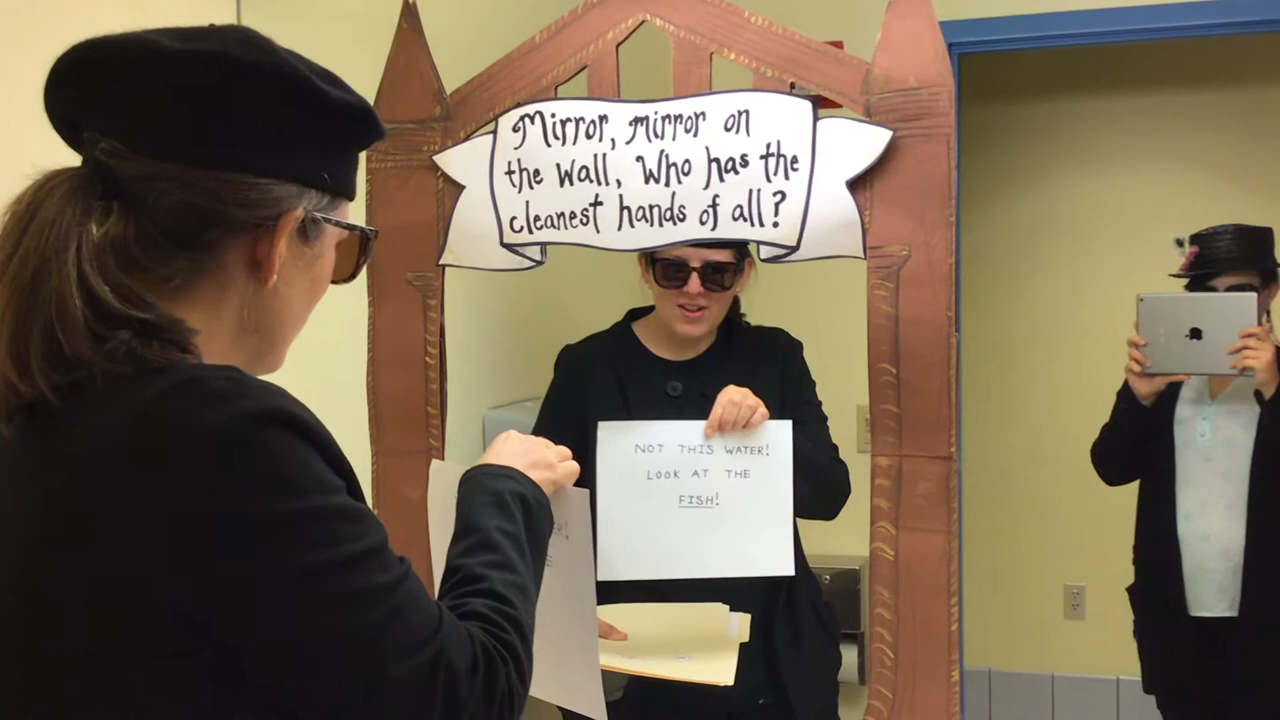 Mirror, mirror on
the wall, Who has the
cleanest hands of all?
NOT THIS WATER!
LOOK AT THE
FISH!